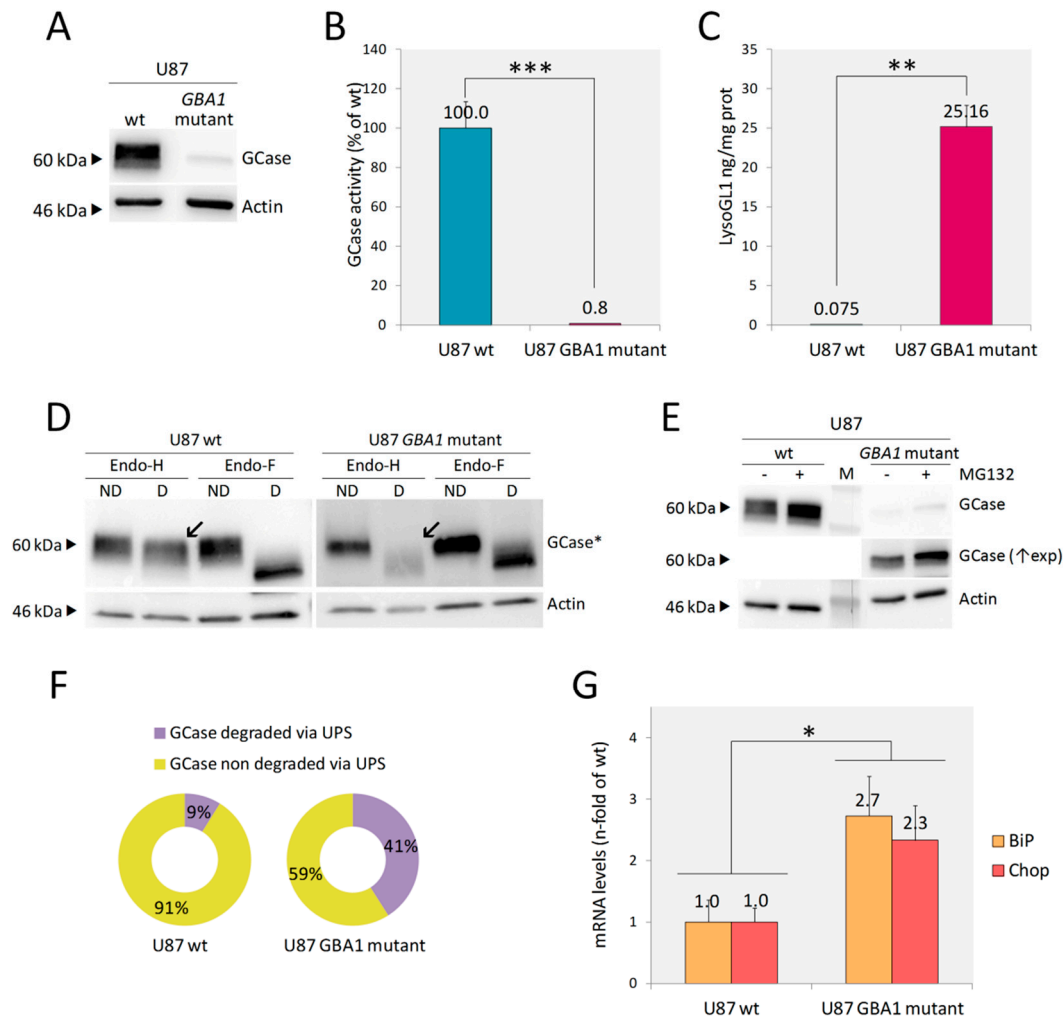 A
U87
wt
GBA1
mutant
60 kDa
GCase
46 kDa
Actin
B
GCase activity (% of wt)
140
120
100
80
60
40
20
0
***
100.0
0.8
U87 wt
U87 GBA1 mutant
C
LysoGL1 ng/mg prot
35
30
25
20
15
10
5
0
**
25.16
0.075
U87 wt
U87 GBA1 mutant
D
U87 wt
U87 GBA1 mutant
Endo-H Endo-F Endo-H Endo-F
ND D ND D ND D ND D
60 kDa
GCase*
46 kDa
Actin
E
U87
wt
GBA1 mutant
- + M - + MG132
60 kDa
GCase
60 kDa
GCase (↑exp)
46 kDa
Actin
F
GCase degraded via UPS
GCase non degraded via UPS
9%
91%
U87 wt
41%
59%
U87 GBA1 mutant
G
mRNA levels (n-fold of wt)
4
3
2
1
0
*
1.0 1.0
2.7
2.3
BiP
Chop
U87 wt
U87 GBA1 mutant